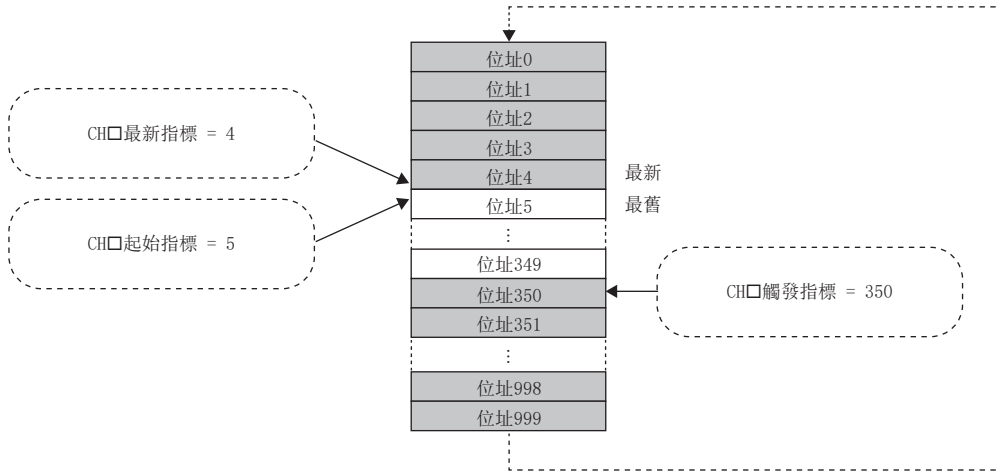 位址0
位址1
位址2
CH□最新指標 = 4
位址3
位址4
最新
位址5
最舊
CH□起始指標 = 5
⋮
位址349
位址350
CH□觸發指標 = 350
位址351
⋮
位址998
位址999